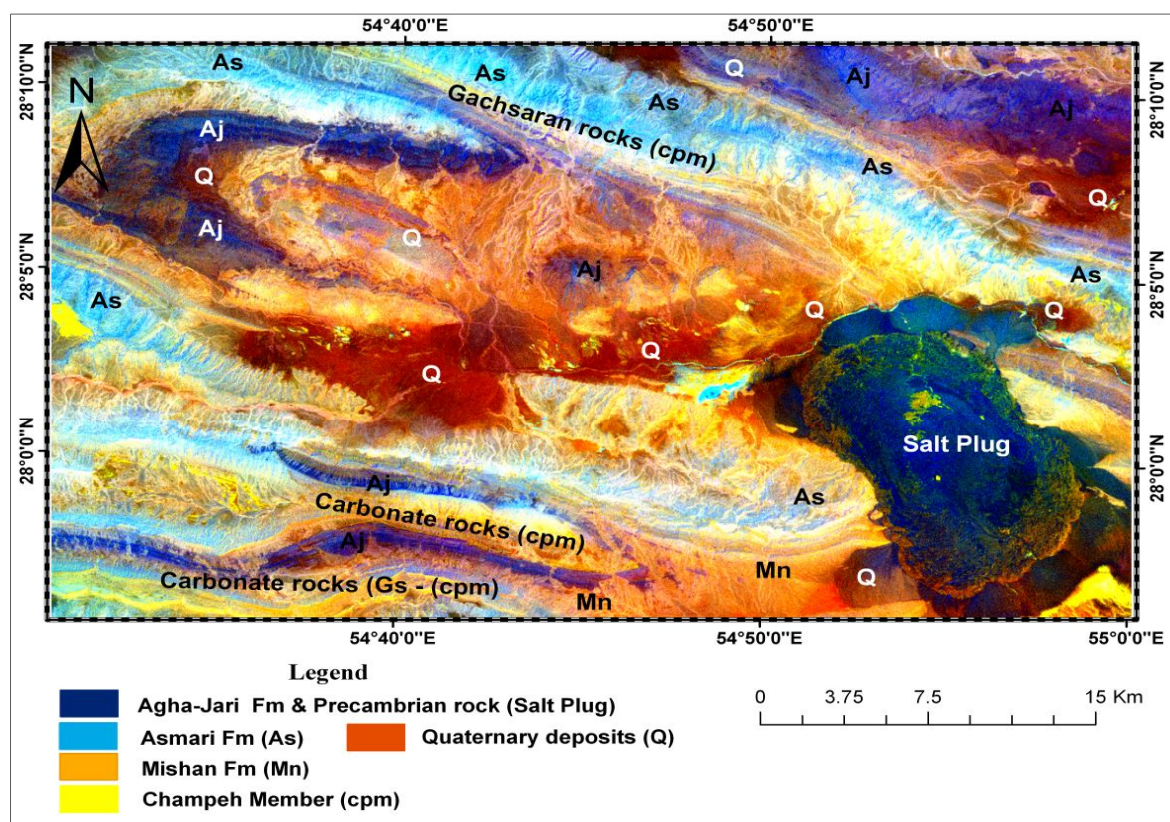 54°40'0"E
54°50'0"E
28°10'0"N
28°10'0"N
N
As
As
As
Q
Aj
Aj
Gachsaran rocks (cpm)
Aj
Q
Aj
As
Q
Q
Aj
As
28°5'0"N
28°5'0"N
As
Q
Q
Q
Q
Salt Plug
28°0'0"N
28°0'0"N
Aj
As
Carbonate rocks (cpm)
Aj
Mn
Q
Carbonate rocks (Gs - (cpm)
Mn
54°40'0"E
54°50'0"E
55°0'0"E
Legend
Agha-Jari Fm & Precambrian rock (Salt Plug)
Asmari Fm (As)
Quaternary deposits (Q)
Mishan Fm (Mn)
Champeh Member (cpm)
0 3.75 7.5 15 Km